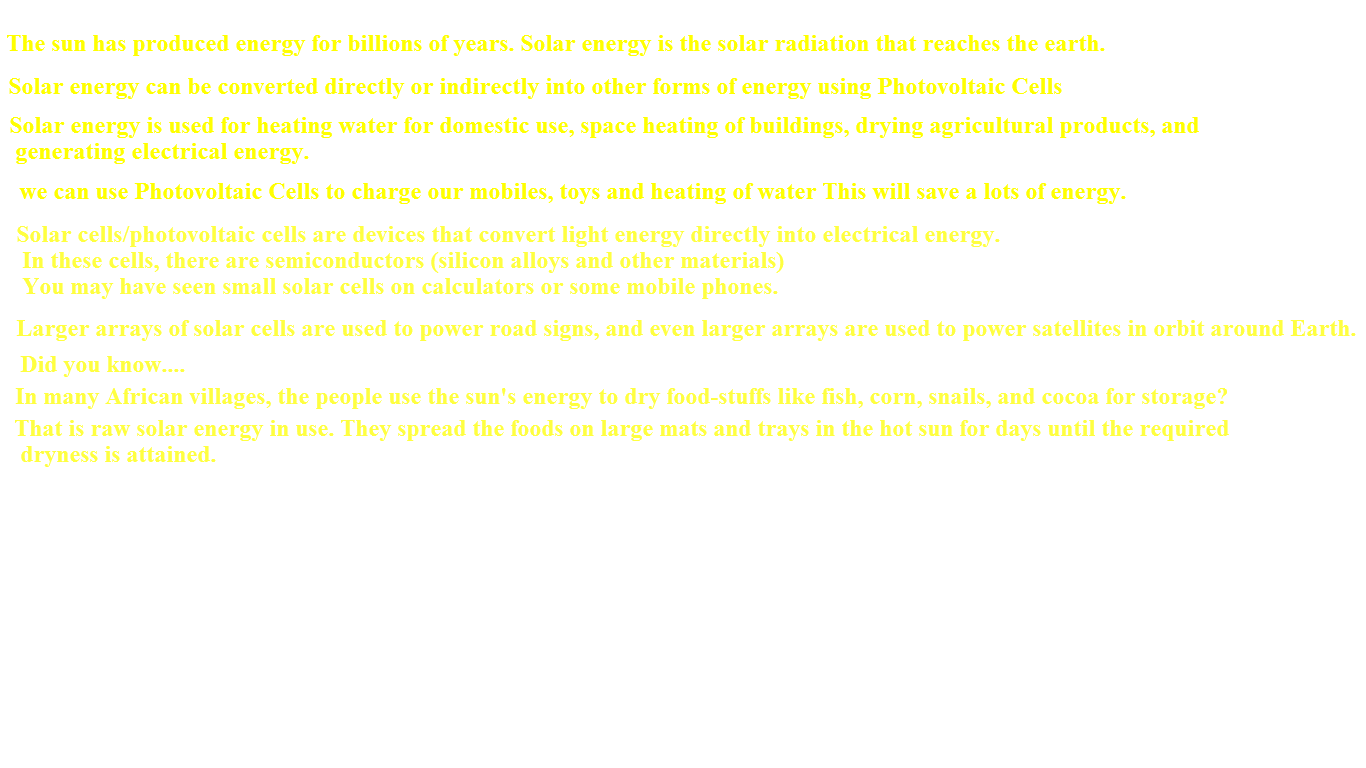 The sun has produced energy for billions of years. Solar energy is the solar radiation that reaches the earth.
Solar energy can be converted directly or indirectly into other forms of energy using Photovoltaic Cells
Solar energy is used for heating water for domestic use, space heating of buildings, drying agricultural products, and
generating electrical energy.
we can use Photovoltaic Cells to charge our mobiles, toys and heating of water This will save a lots of energy.
Solar cells/photovoltaic cells are devices that convert light energy directly into electrical energy.
In these cells, there are semiconductors (silicon alloys and other materials)
You may have seen small solar cells on calculators or some mobile phones.
Larger arrays of solar cells are used to power road signs, and even larger arrays are used to power satellites in orbit around Earth.
Did you know....
In many African villages, the people use the sun's energy to dry food-stuffs like fish, corn, snails, and cocoa for storage?
That is raw solar energy in use. They spread the foods on large mats and trays in the hot sun for days until the required
dryness is attained.